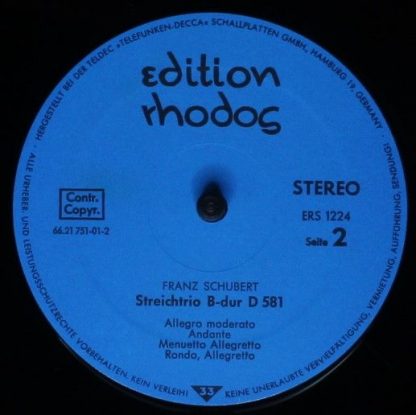 · HERGESTELLT BEI DER TELDEC »TELEFUNKEN-DECCA« SCHALLPLATTEN GMBH, HAMBURG 19, GERMANY ·
edition
rhodos
Contr.
Copyr.
66.21 751-01-2
STEREO
ERS 1224
Seite 2
FRANZ SCHUBERT
Streichtrio B-dur D 581
Allegro moderato
Andante
Menuetto Allegretto
Rondo, Allegretto
· ALLE URHEBER- UND LEISTUNGSSCHUTZRECHTE VORBEHALTEN. KEIN VERLEIH! KEINE UNERLAUBTE VERVIELFÄLTIGUNG, VERMIETUNG, AUFFÜHRUNG, SENDUNG!
33